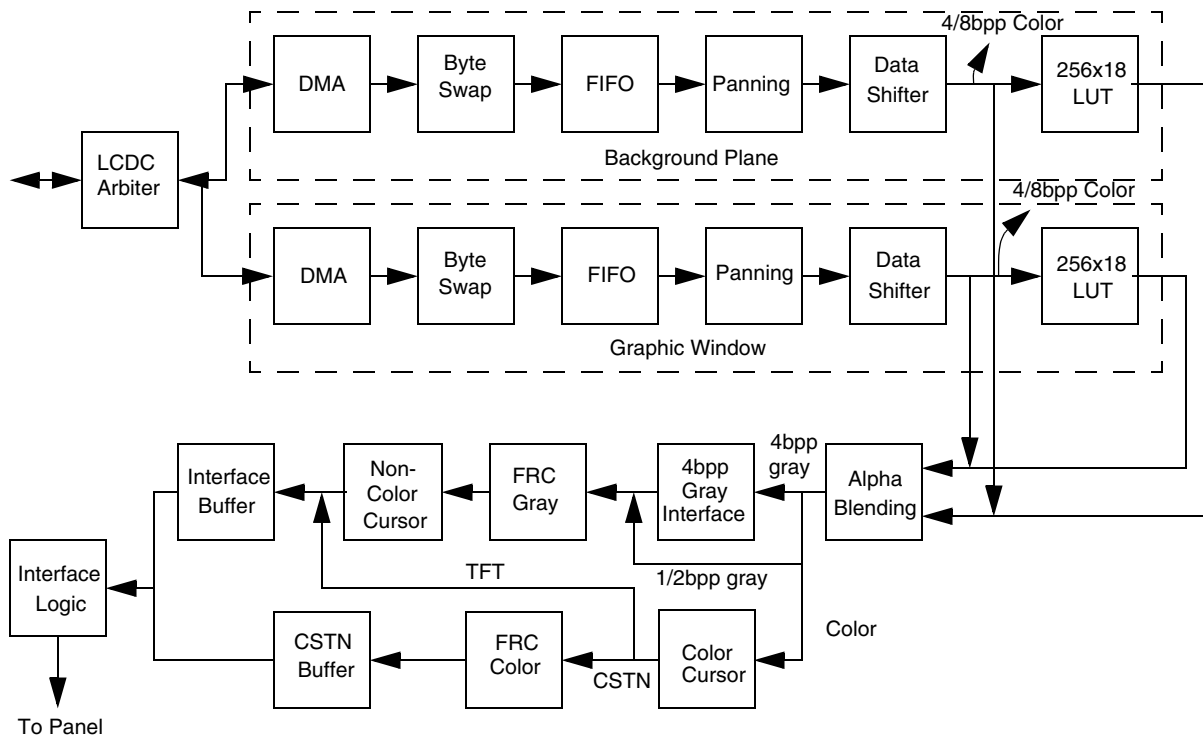 4/8bpp Color
DMA
Byte
Swap
FIFO
Panning
Data
Shifter
256x18
LUT
Background Plane
LCDC
Arbiter
4/8bpp Color
DMA
Byte
Swap
FIFO
Panning
Data
Shifter
256x18
LUT
Graphic Window
Interface
Buffer
Non-
Color
Cursor
FRC
Gray
4bpp
Gray
Interface
4bpp
gray
Alpha
Blending
Interface
Logic
TFT
1/2bpp gray
CSTN
Buffer
FRC
Color
CSTN
Color
Cursor
Color
To Panel